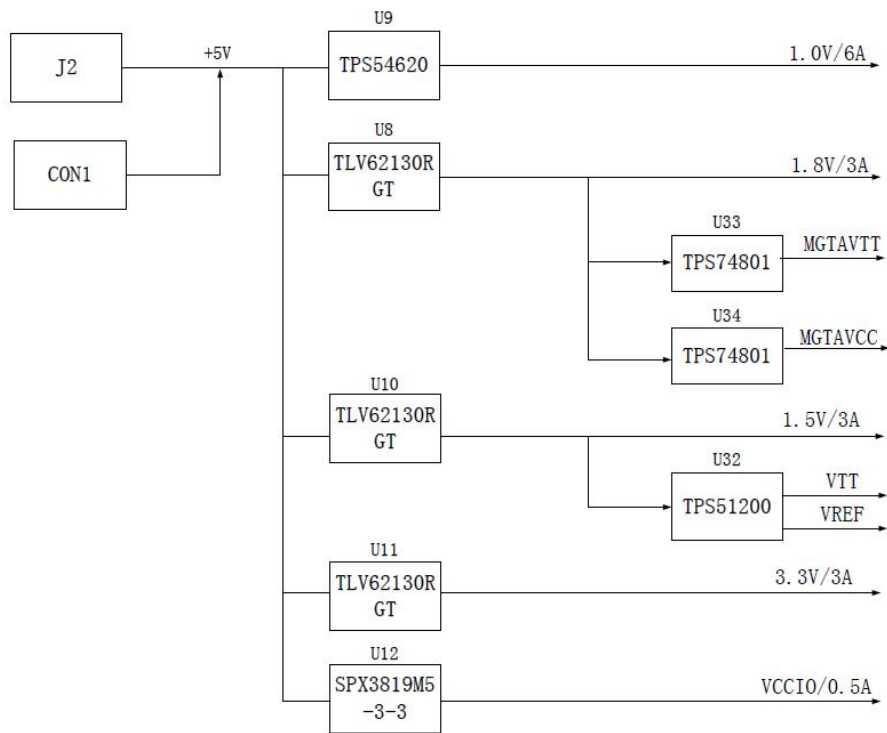 U9
J2
+5V
TPS54620
1.0V/6A
U8
CON1
TLV62130R
GT
1.8V/3A
U33
TPS74801
MGTAVTT
U34
TPS74801
MGTAVCC
U10
TLV62130R
GT
1.5V/3A
U32
TPS51200
VTT
VREF
U11
TLV62130R
GT
3.3V/3A
U12
SPX3819M5
-3-3
VCCIO/0.5A